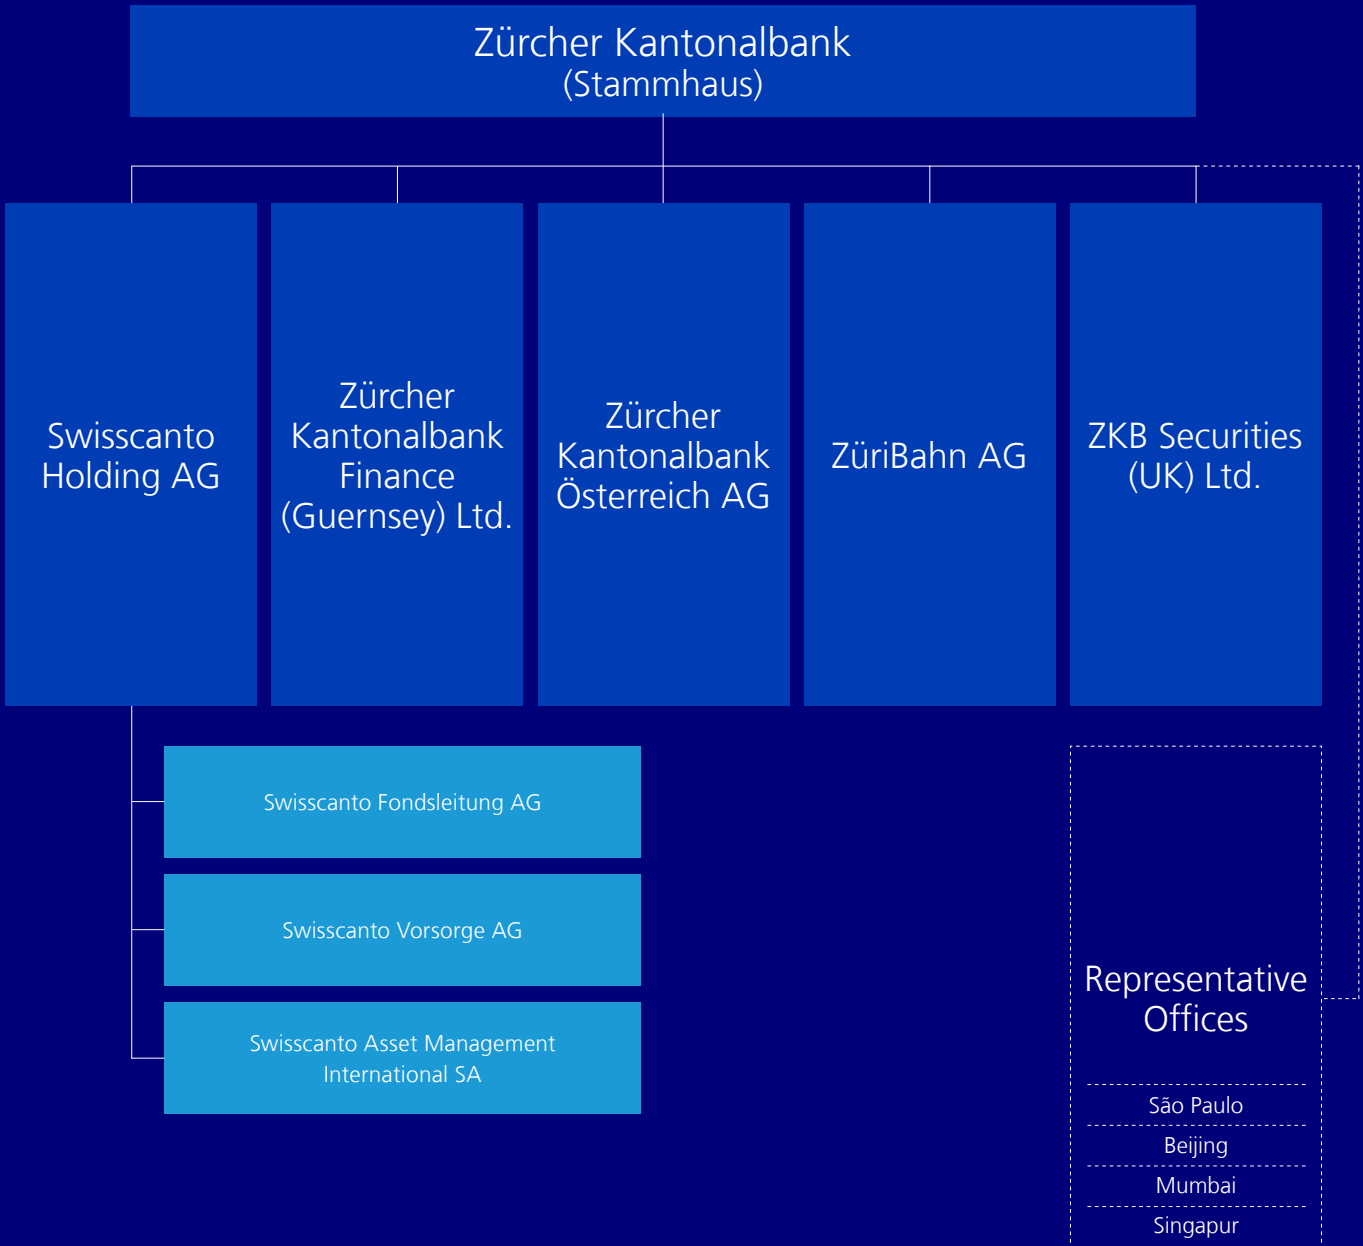 Zürcher Kantonalbank
(Stammhaus)
Swisscanto
Holding AG
Zürcher
Kantonalbank
Finance
(Guernsey) Ltd.
Zürcher
Kantonalbank
Österreich AG
ZüriBahn AG
ZKB Securities
(UK) Ltd.
Swisscanto Fondsleitung AG
Swisscanto Vorsorge AG
Swisscanto Asset Management
International SA
Representative
Offices
São Paulo
Beijing
Mumbai
Singapur